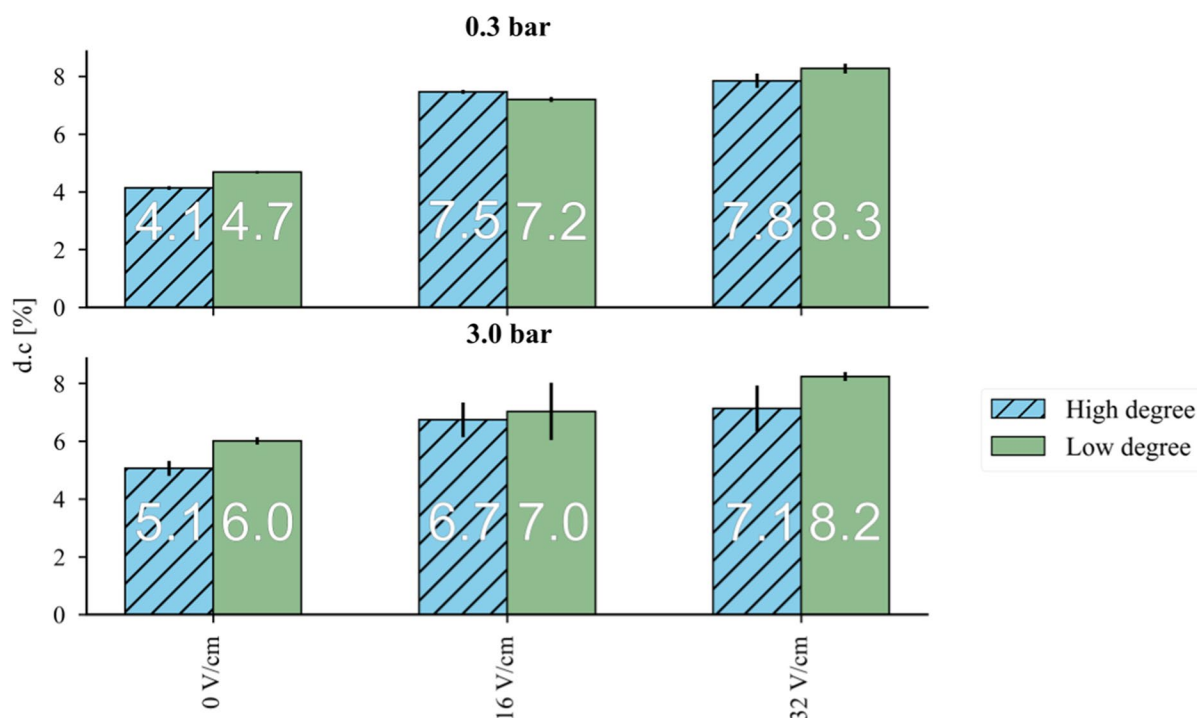 0.3 bar
8
6
4
2
0
4.1 4.7 7.5 7.2 7.8 8.3
d.c [%]
3.0 bar
8
6
4
2
0
5.1 6.0 6.7 7.0 7.1 8.2
High degree
Low degree
0 V/cm
16 V/cm
32 V/cm